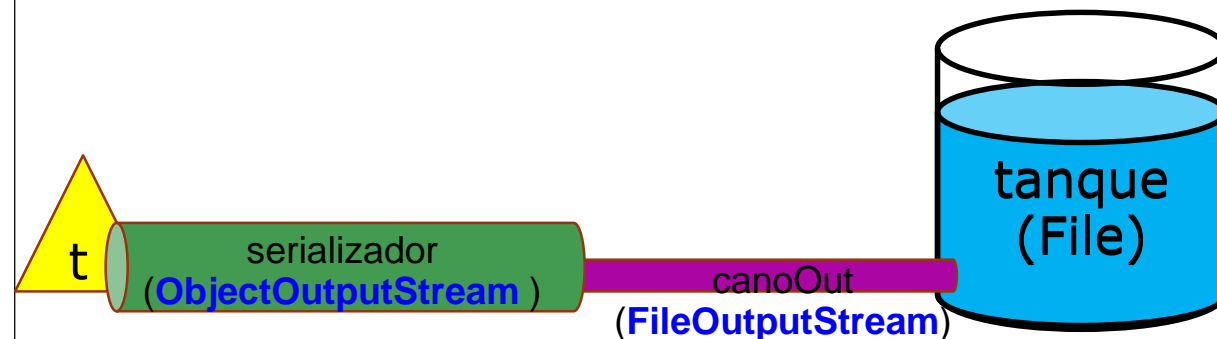 t
serializador
(ObjectOutputStream )
canoOut
(FileOutputStream)
tanque
(File)